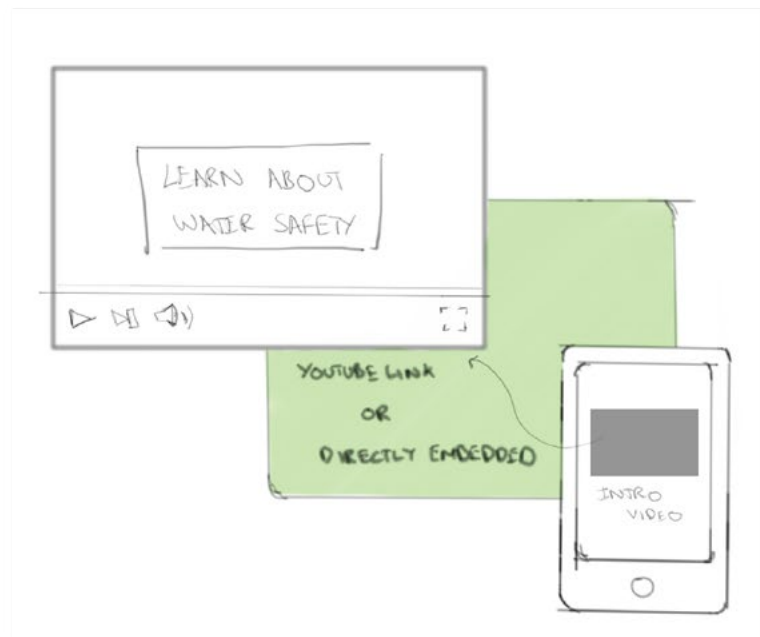 LEARN ABOUT
WATER SAFETY
YOUTUBE LINK
OR
DIRECTLY EMBEDDED
INTRO
VIDEO